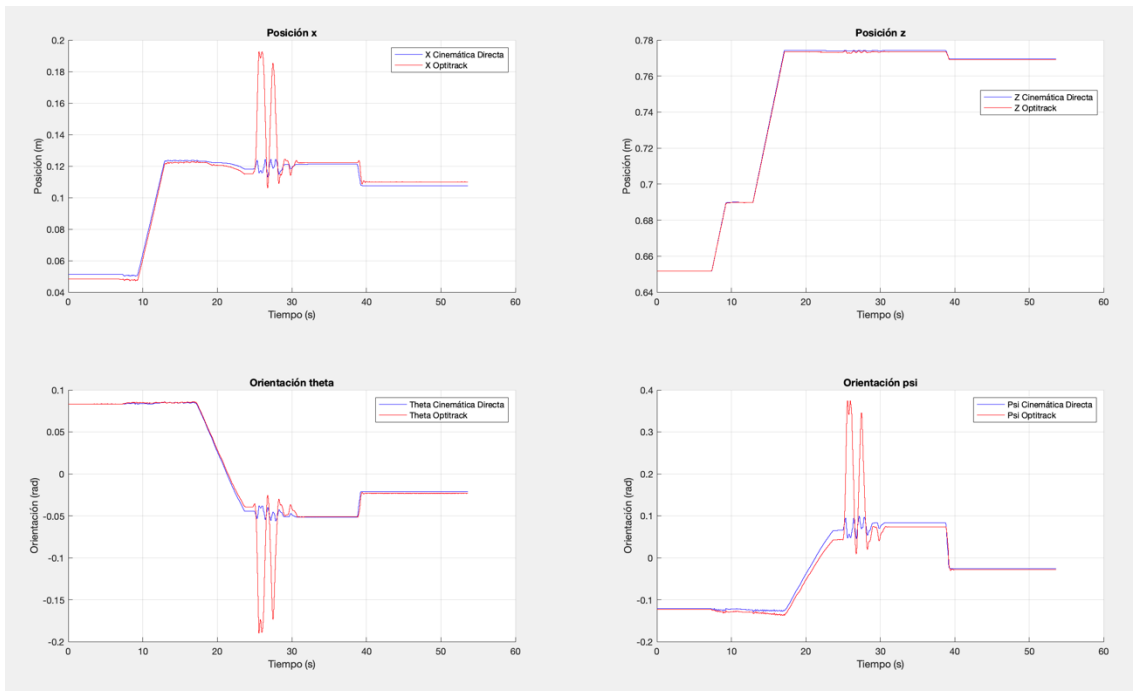 Posición x
0.2
0.18
0.16
0.14
0.12
0.1
0.08
0.06
0.04
Posición (m)
X Cinemática Directa
X Optitrack
0 10 20 30 40 50 60
Tiempo (s)
Posición z
0.78
0.76
0.74
0.72
0.7
0.68
0.66
0.64
Posición (m)
Z Cinemática Directa
Z Optitrack
0 10 20 30 40 50 60
Tiempo (s)
Orientación theta
0.1
0.05
0
-0.05
-0.1
-0.15
-0.2
Orientación (rad)
Theta Cinemática Directa
Theta Optitrack
0 10 20 30 40 50 60
Tiempo (s)
Orientación psi
0.4
0.3
0.2
0.1
0
-0.1
-0.2
Orientación (rad)
Psi Cinemática Directa
Psi Optitrack
0 10 20 30 40 50 60
Tiempo (s)